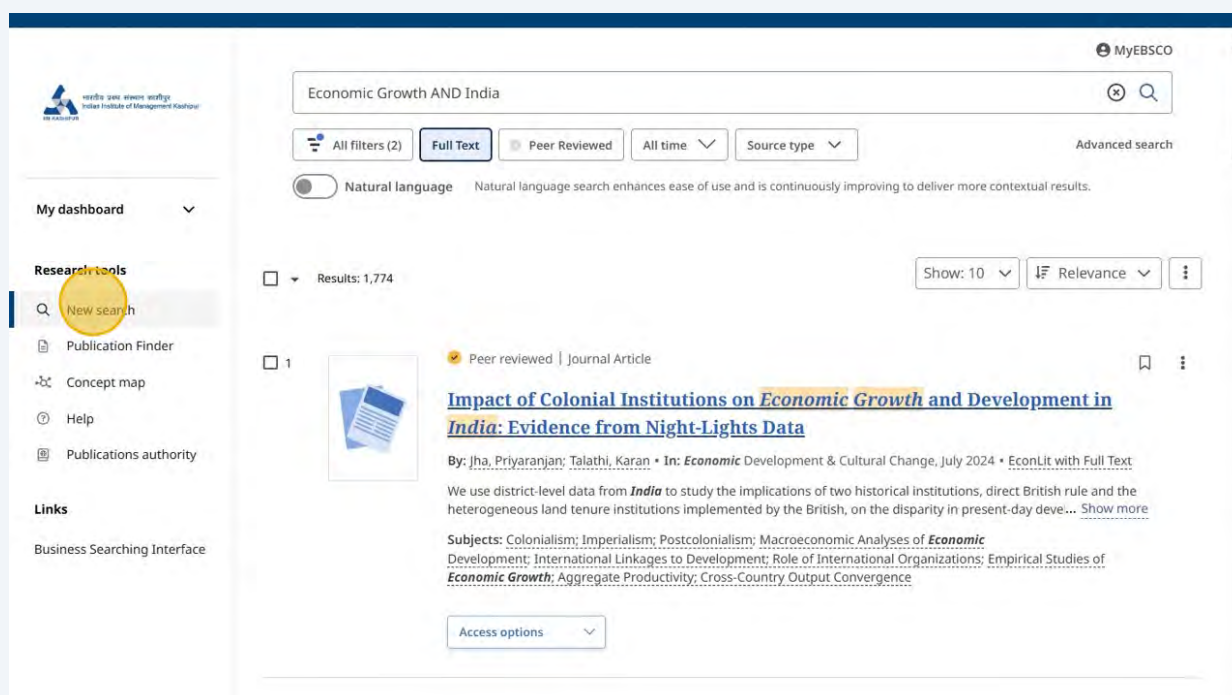 MyEBSCO
भारतीय प्रबंध संस्थान काशीपुर
Indian Institute of Management Kashipur
IIM KASHIPUR
Economic Growth AND India
All filters (2) Full Text Peer Reviewed All time Source type Advanced search
Natural language Natural language search enhances ease of use and is continuously improving to deliver more contextual results.
My dashboard
Research tools
New search
Publication Finder
Concept map
Help
Publications authority
Links
Business Searching Interface
Results: 1,774 Show: 10 Relevance
1
Peer reviewed | Journal Article
Impact of Colonial Institutions on Economic Growth and Development in
India: Evidence from Night-Lights Data
By: Jha, Priyaranjan; Talathi, Karan • In: Economic Development & Cultural Change, July 2024 • EconLit with Full Text
We use district-level data from India to study the implications of two historical institutions, direct British rule and the
heterogeneous land tenure institutions implemented by the British, on the disparity in present-day deve... Show more
Subjects: Colonialism; Imperialism; Postcolonialism; Macroeconomic Analyses of Economic
Development; International Linkages to Development; Role of International Organizations; Empirical Studies of
Economic Growth; Aggregate Productivity; Cross-Country Output Convergence
Access options